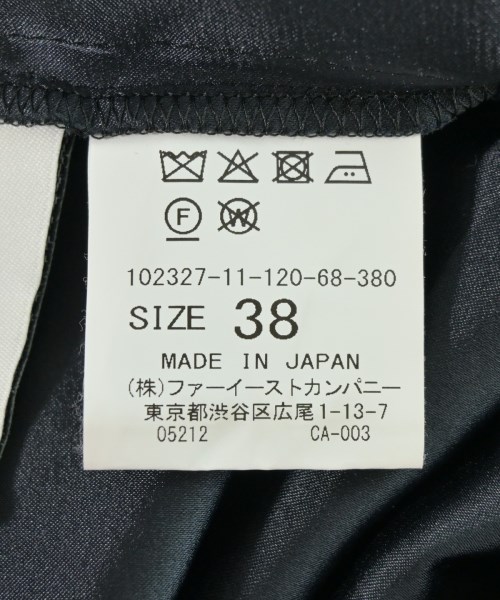 F W
102327-11-120-68-380
SIZE 38
MADE IN JAPAN
(株)ファーイーストカンパニー
東京都渋谷区広尾1-13-7
05212 CA-003